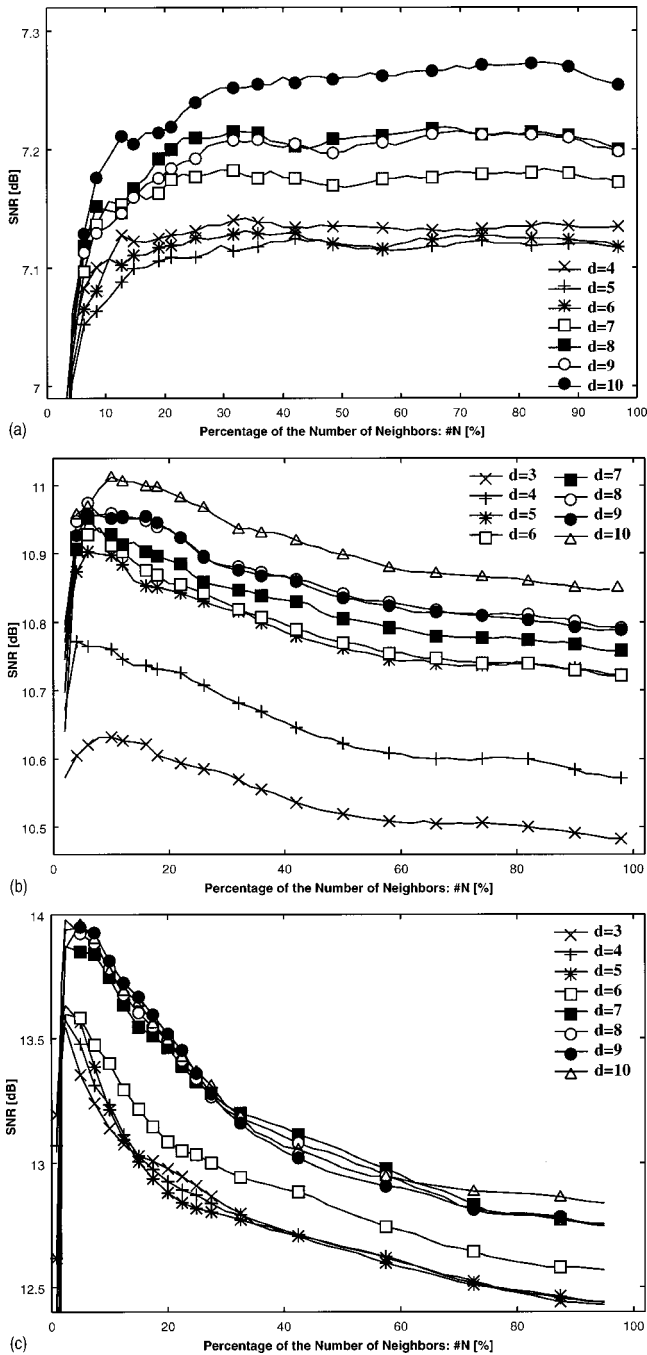 7.3
7.2
7.1
7
SNR [dB]
d=4
d=5
d=6
d=7
d=8
d=9
d=10
0 10 20 30 40 50 60 70 80 90 100
(a)
Percentage of the Number of Neighbors: #N [%]
11
10.9
10.8
10.7
10.6
10.5
SNR [dB]
d=3
d=4
d=5
d=6
d=7
d=8
d=9
d=10
0 20 40 60 80 100
(b)
Percentage of the Number of Neighbors: #N [%]
14
13.5
13
12.5
SNR [dB]
d=3
d=4
d=5
d=6
d=7
d=8
d=9
d=10
0 20 40 60 80 100
(c)
Percentage of the Number of Neighbors: #N [%]